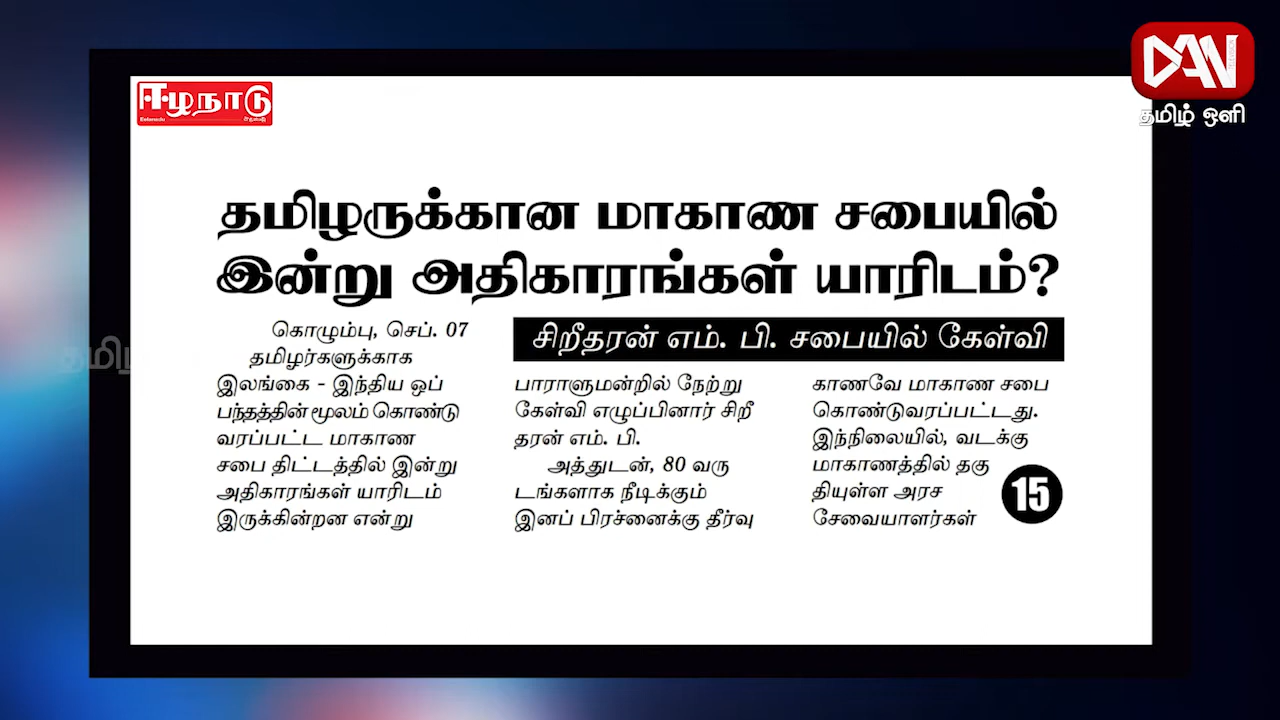 ஈழநாடு
DAN
தமிழ் ஒளி
தமிழருக்கான மாகாண சபையில்
இன்று அதிகாரங்கள் யாரிடம்?
சிறீதரன் எம். பி. சபையில் கேள்வி
கொழும்பு, செப். 07
தமிழர்களுக்காக
இலங்கை - இந்திய ஒப்
பந்தத்தின் மூலம் கொண்டு
வரப்பட்ட மாகாண
சபை திட்டத்தில் இன்று
அதிகாரங்கள் யாரிடம்
இருக்கின்றன என்று
பாராளுமன்றில் நேற்று
கேள்வி எழுப்பினார் சிறீ
தரன் எம். பி.
அத்துடன், 80 வரு
டங்களாக நீடிக்கும்
இனப் பிரச்னைக்கு தீர்வு
காணவே மாகாண சபை
கொண்டுவரப்பட்டது.
இந்நிலையில், வடக்கு
மாகாணத்தில் தகு
தியுள்ள அரச
சேவையாளர்கள்
15